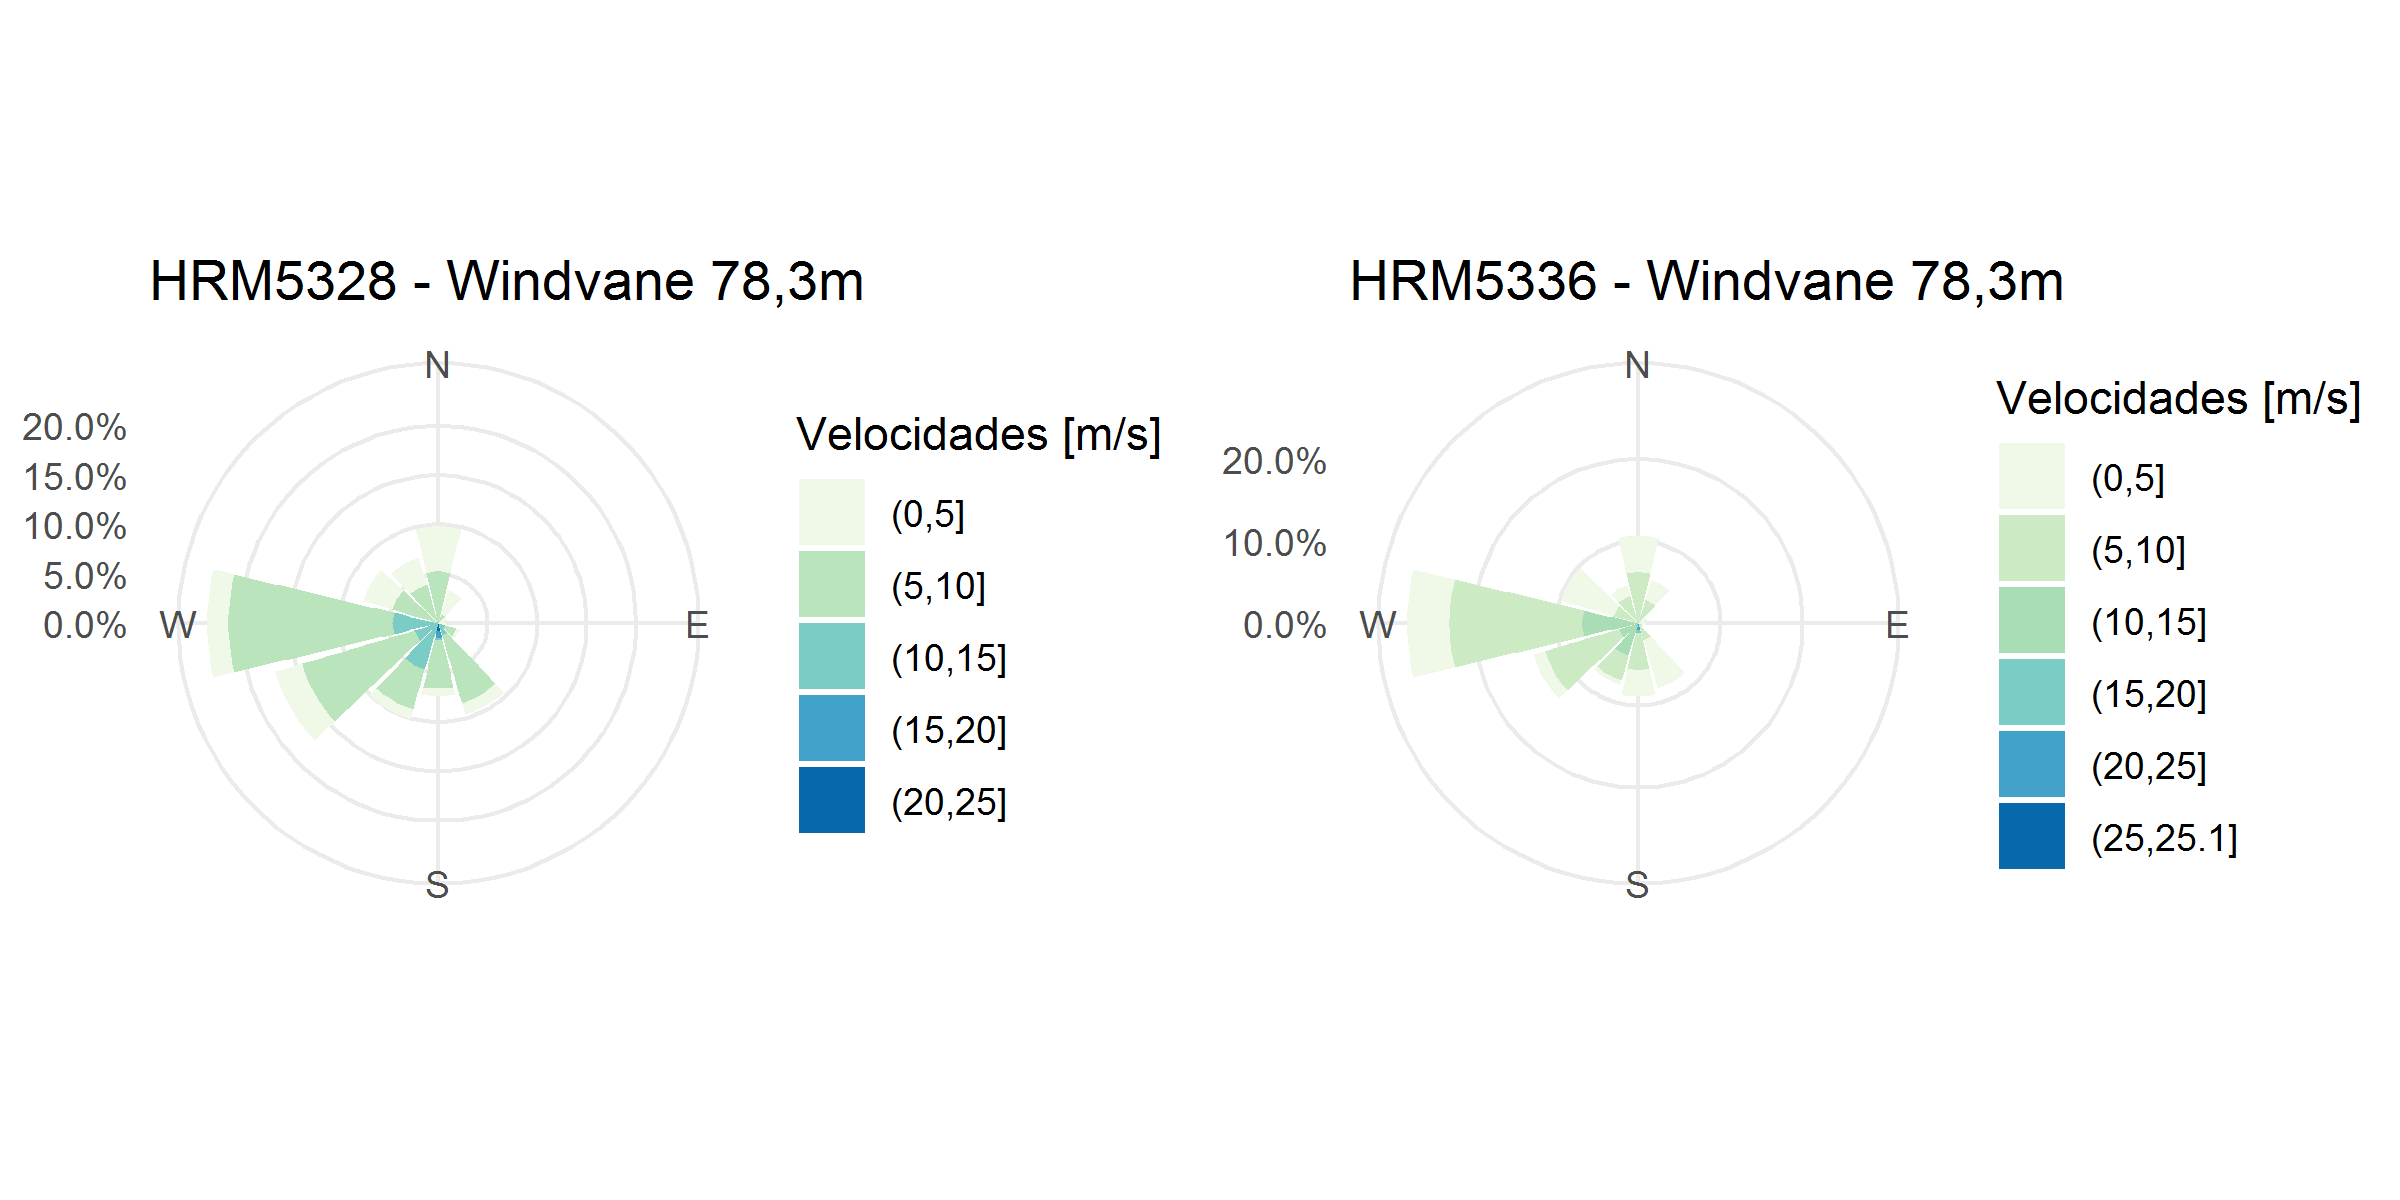 HRM5328 - Windvane 78,3m
N
20.0%
15.0%
10.0%
5.0%
0.0%
W
E
S
Velocidades [m/s]
(0,5]
(5,10]
(10,15]
(15,20]
(20,25]
HRM5336 - Windvane 78,3m
N
20.0%
10.0%
0.0%
W
E
S
Velocidades [m/s]
(0,5]
(5,10]
(10,15]
(15,20]
(20,25]
(25,25.1]